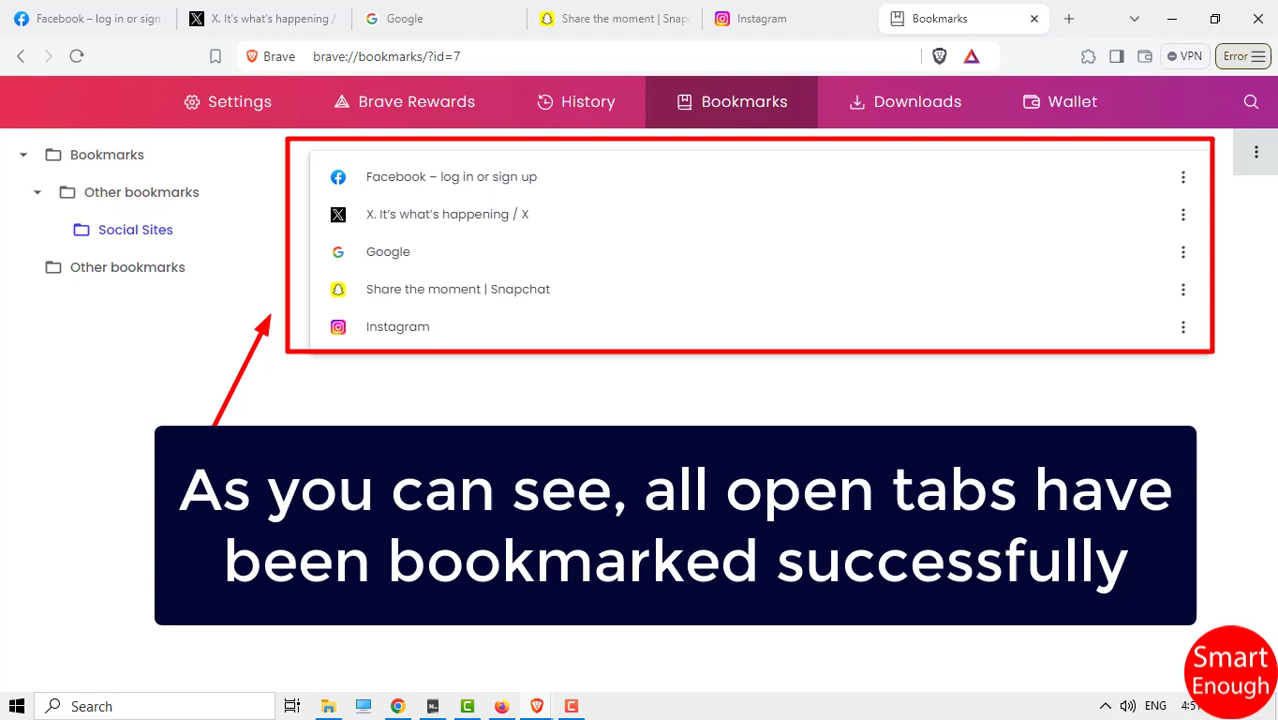 Facebook – log in or sign
X. It's what's happening /
Google
Share the moment | Snapc
Instagram
Bookmarks
Brave
brave://bookmarks/?id=7
VPN
Error
Settings
Brave Rewards
History
Bookmarks
Downloads
Wallet
Bookmarks
Other bookmarks
Social Sites
Other bookmarks
Facebook – log in or sign up
X. It's what's happening / X
Google
Share the moment | Snapchat
Instagram
As you can see, all open tabs have
been bookmarked successfully
Smart
Enough
Search
ENG